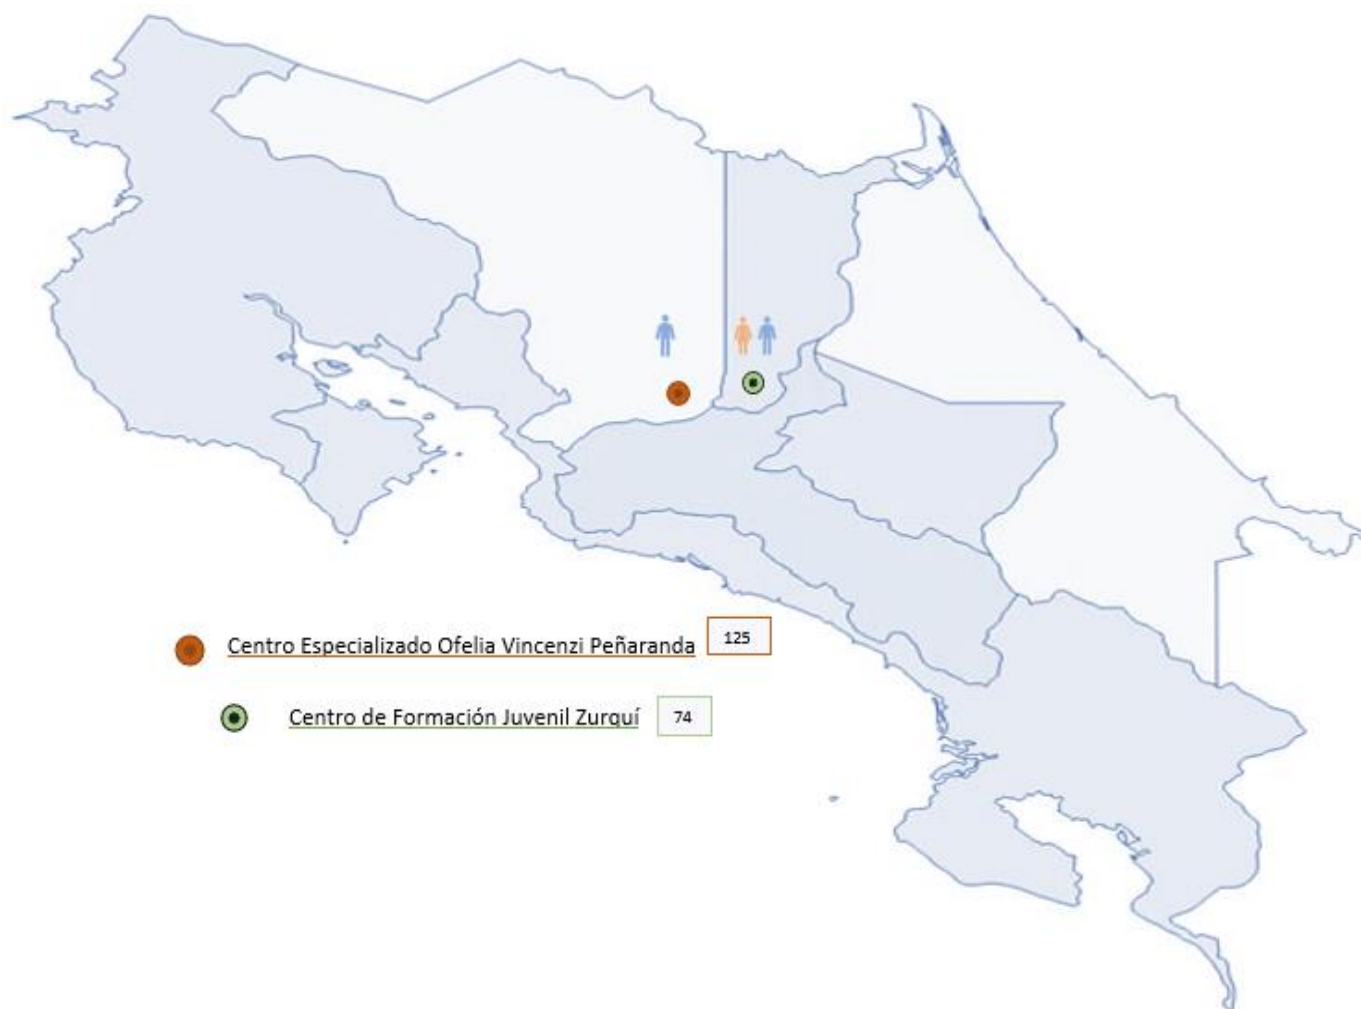 Centro Especializado Ofelia Vincenzi Peñaranda 125
Centro de Formación Juvenil Zurquí 74